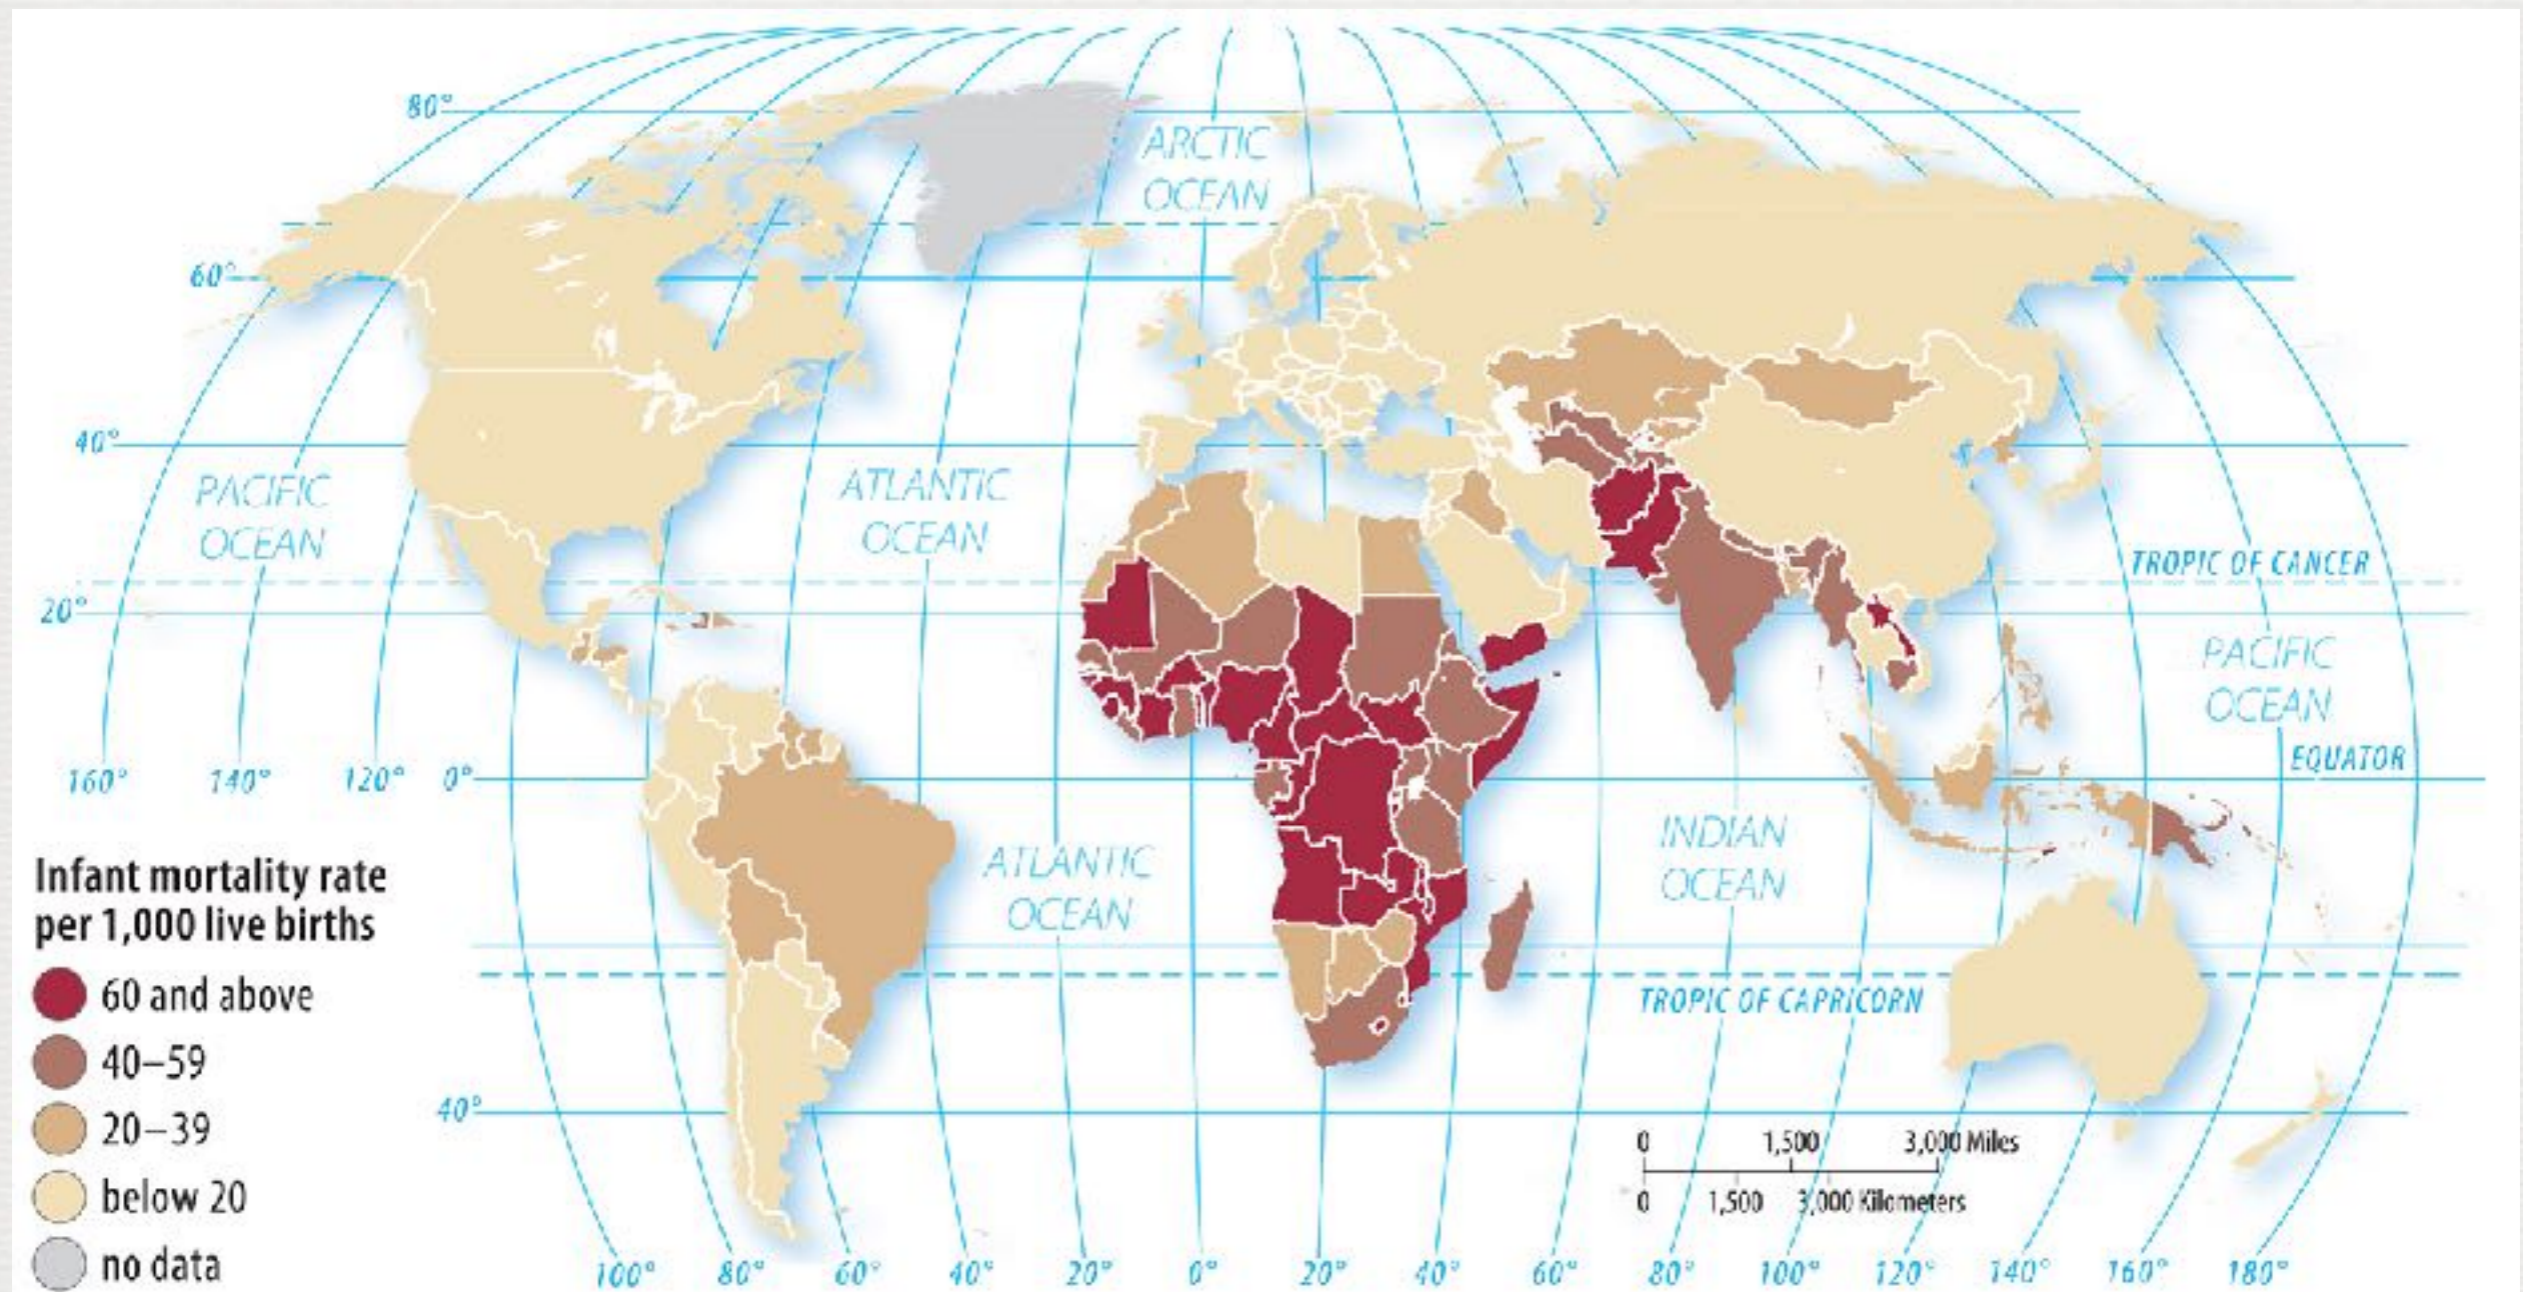 80°
ARCTIC
OCEAN
60°
40°
PACIFIC
OCEAN
ATLANTIC
OCEAN
TROPIC OF CANCER
20°
PACIFIC
OCEAN
EQUATOR
160°
140°
120°
0°
INDIAN
OCEAN
ATLANTIC
OCEAN
TROPIC OF CAPRICORN
40°
Infant mortality rate
per 1,000 live births
60 and above
40–59
20–39
below 20
no data
0 1,500 3,000 Miles
0 1,500 3,000 Kilometers
100° 80° 60° 40° 20° 0° 20° 40° 60° 80° 100° 120° 140° 160° 180°